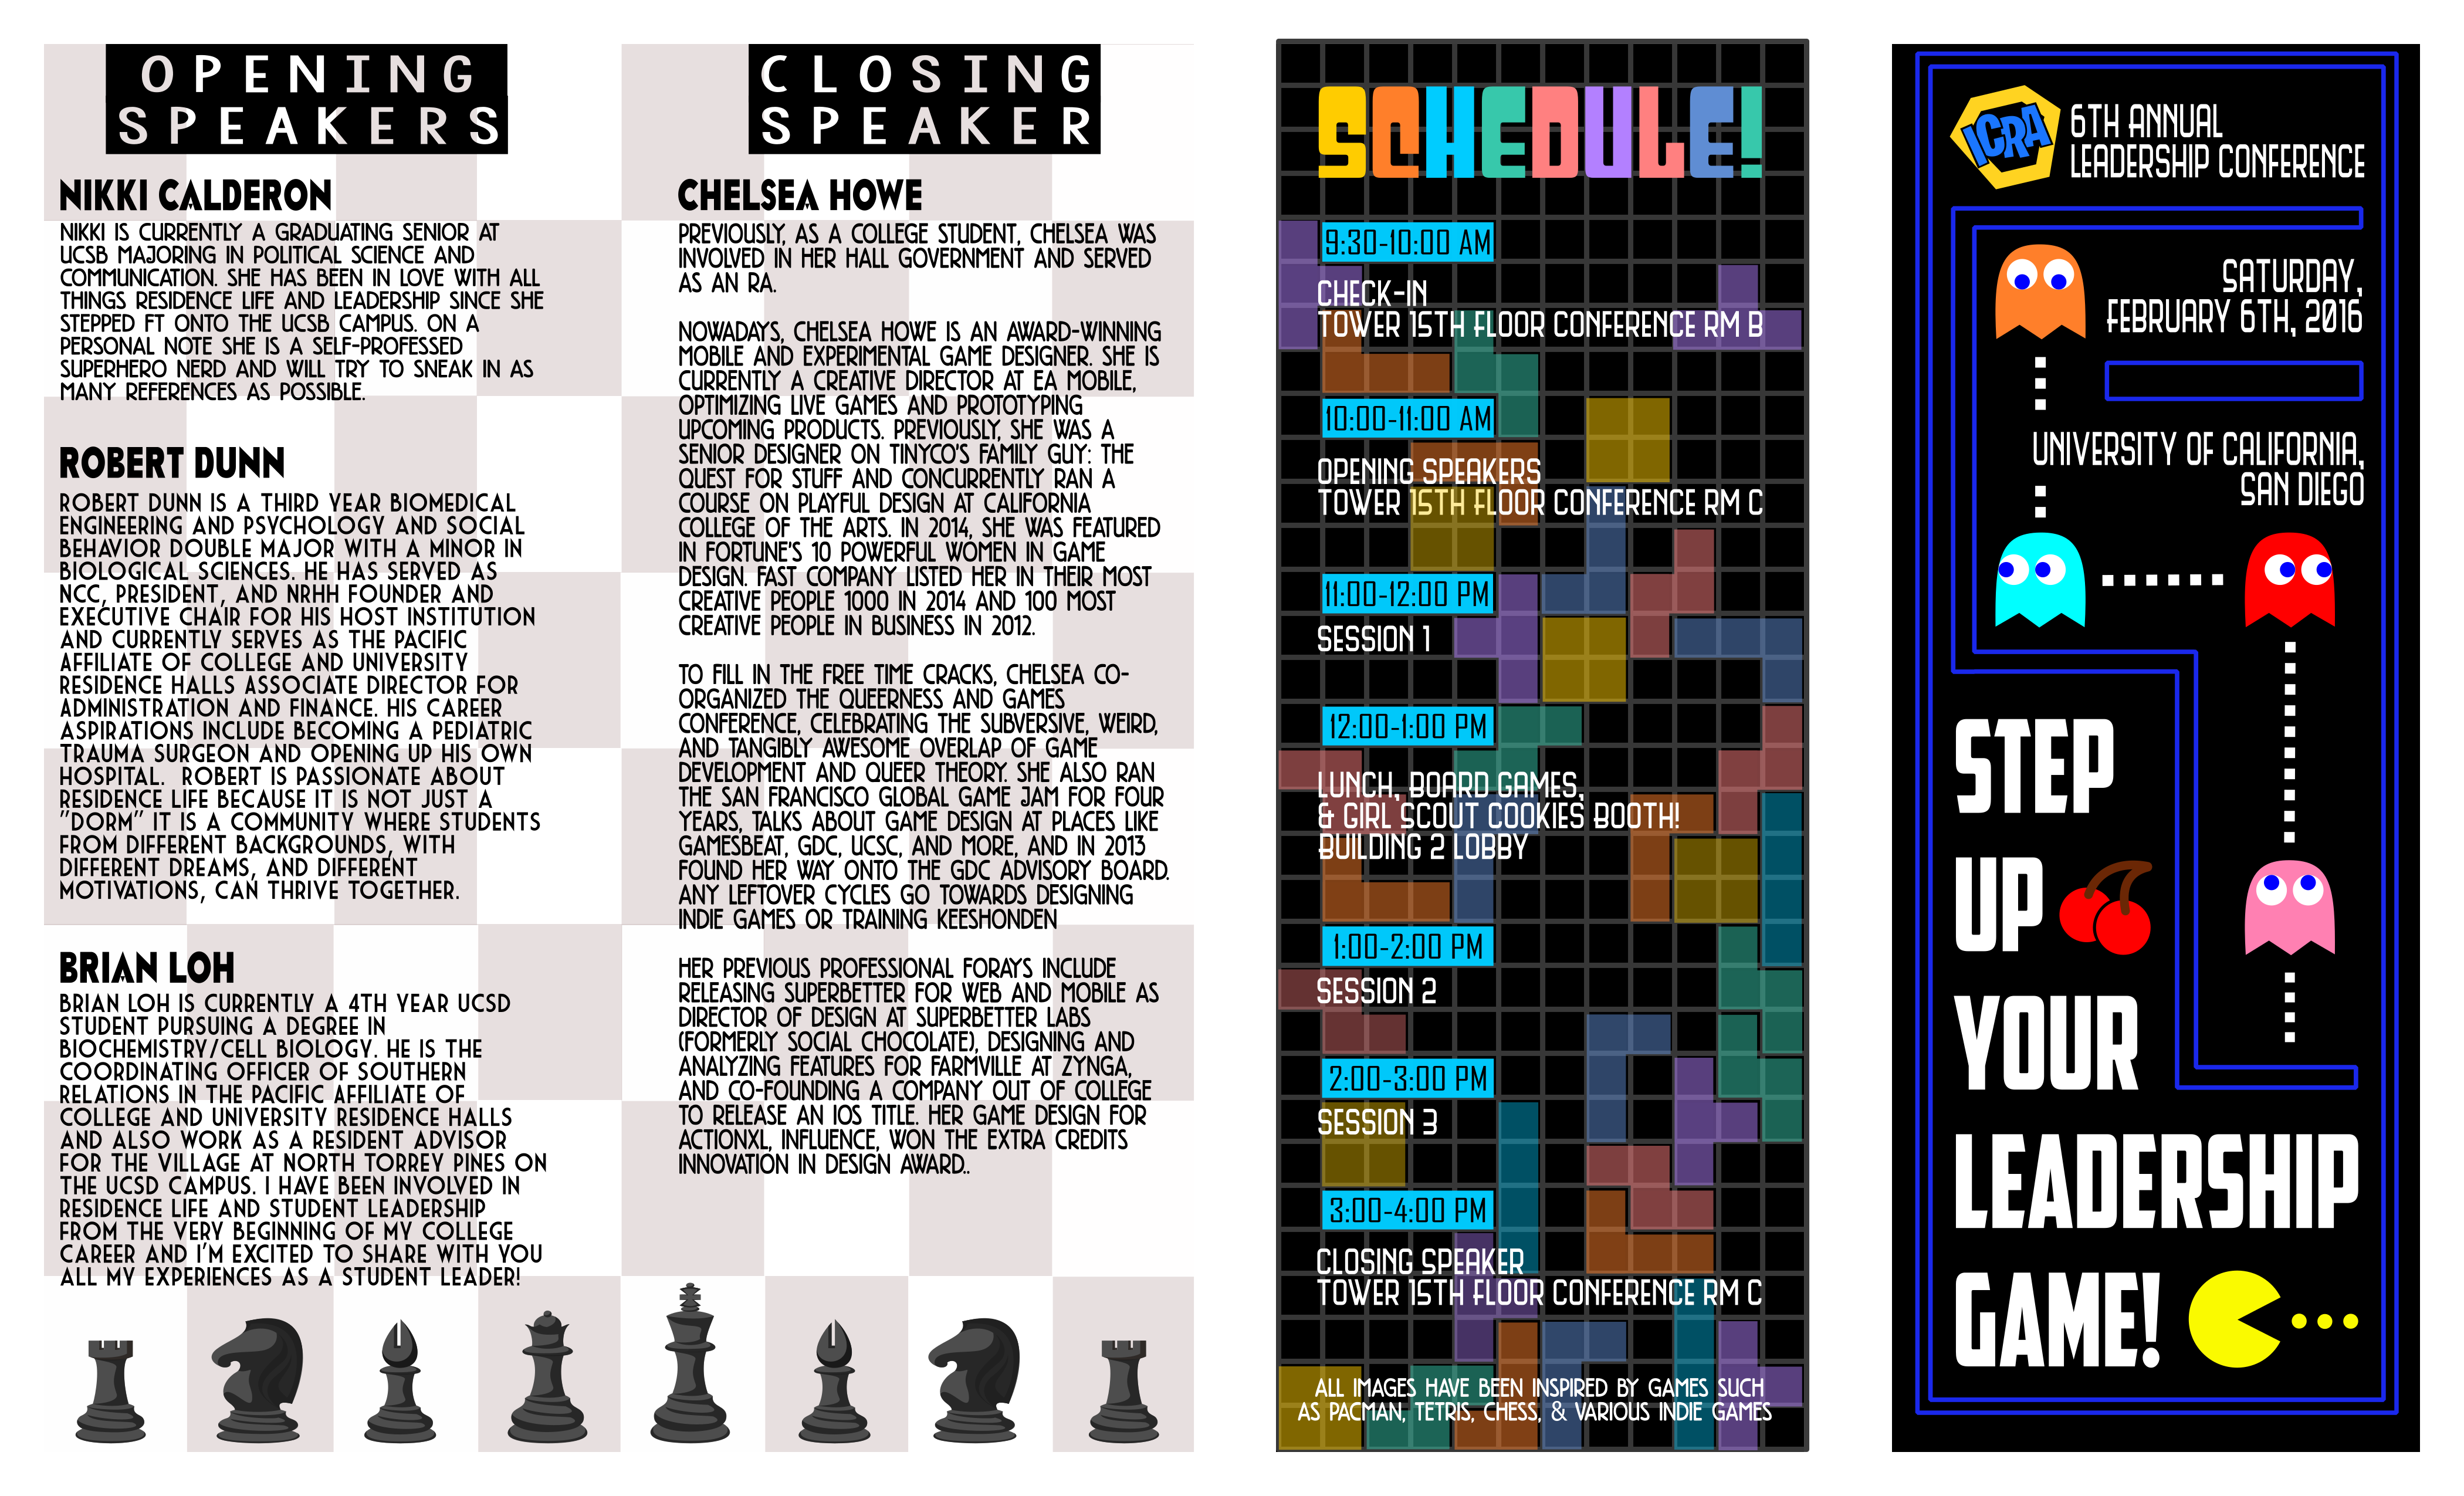 OPENING
SPEAKERS
NIKKI CALDERON
NIKKI IS CURRENTLY A GRADUATING SENIOR AT
UCSB MAJORING IN POLITICAL SCIENCE AND
COMMUNICATION. SHE HAS BEEN IN LOVE WITH ALL
THINGS RESIDENCE LIFE AND LEADERSHIP SINCE SHE
STEPPED FT ONTO THE UCSB CAMPUS. ON A
PERSONAL NOTE SHE IS A SELF-PROFESSED
SUPERHERO NERD AND WILL TRY TO SNEAK IN AS
MANY REFERENCES AS POSSIBLE.
ROBERT DUNN
ROBERT DUNN IS A THIRD YEAR BIOMEDICAL
ENGINEERING AND PSYCHOLOGY AND SOCIAL
BEHAVIOR DOUBLE MAJOR WITH A MINOR IN
BIOLOGICAL SCIENCES. HE HAS SERVED AS
NCC, PRESIDENT, AND NRHH FOUNDER AND
EXECUTIVE CHAIR FOR HIS HOST INSTITUTION
AND CURRENTLY SERVES AS THE PACIFIC
AFFILIATE OF COLLEGE AND UNIVERSITY
RESIDENCE HALLS ASSOCIATE DIRECTOR FOR
ADMINISTRATION AND FINANCE. HIS CAREER
ASPIRATIONS INCLUDE BECOMING A PEDIATRIC
TRAUMA SURGEON AND OPENING UP HIS OWN
HOSPITAL. ROBERT IS PASSIONATE ABOUT
RESIDENCE LIFE BECAUSE IT IS NOT JUST A
"DORM" IT IS A COMMUNITY WHERE STUDENTS
FROM DIFFERENT BACKGROUNDS, WITH
DIFFERENT DREAMS, AND DIFFERENT
MOTIVATIONS, CAN THRIVE TOGETHER.
BRIAN LOH
BRIAN LOH IS CURRENTLY A 4TH YEAR UCSD
STUDENT PURSUING A DEGREE IN
BIOCHEMISTRY/CELL BIOLOGY. HE IS THE
COORDINATING OFFICER OF SOUTHERN
RELATIONS IN THE PACIFIC AFFILIATE OF
COLLEGE AND UNIVERSITY RESIDENCE HALLS
AND ALSO WORK AS A RESIDENT ADVISOR
FOR THE VILLAGE AT NORTH TORREY PINES ON
THE UCSD CAMPUS. I HAVE BEEN INVOLVED IN
RESIDENCE LIFE AND STUDENT LEADERSHIP
FROM THE VERY BEGINNING OF MY COLLEGE
CAREER AND I'M EXCITED TO SHARE WITH YOU
ALL MY EXPERIENCES AS A STUDENT LEADER!
CLOSING
SPEAKER
CHELSEA HOWE
PREVIOUSLY, AS A COLLEGE STUDENT, CHELSEA WAS
INVOLVED IN HER HALL GOVERNMENT AND SERVED
AS AN RA.
NOWADAYS, CHELSEA HOWE IS AN AWARD-WINNING
MOBILE AND EXPERIMENTAL GAME DESIGNER. SHE IS
CURRENTLY A CREATIVE DIRECTOR AT EA MOBILE,
OPTIMIZING LIVE GAMES AND PROTOTYPING
UPCOMING PRODUCTS. PREVIOUSLY, SHE WAS A
SENIOR DESIGNER ON TINYCO'S FAMILY GUY: THE
QUEST FOR STUFF AND CONCURRENTLY RAN A
COURSE ON PLAYFUL DESIGN AT CALIFORNIA
COLLEGE OF THE ARTS. IN 2014, SHE WAS FEATURED
IN FORTUNE'S 10 POWERFUL WOMEN IN GAME
DESIGN. FAST COMPANY LISTED HER IN THEIR MOST
CREATIVE PEOPLE 1000 IN 2014 AND 100 MOST
CREATIVE PEOPLE IN BUSINESS IN 2012.
TO FILL IN THE FREE TIME CRACKS, CHELSEA CO-
ORGANIZED THE QUEERNESS AND GAMES
CONFERENCE, CELEBRATING THE SUBVERSIVE, WEIRD,
AND TANGIBLY AWESOME OVERLAP OF GAME
DEVELOPMENT AND QUEER THEORY. SHE ALSO RAN
THE SAN FRANCISCO GLOBAL GAME JAM FOR FOUR
YEARS, TALKS ABOUT GAME DESIGN AT PLACES LIKE
GAMESBEAT, GDC, UCSC, AND MORE, AND IN 2013
FOUND HER WAY ONTO THE GDC ADVISORY BOARD.
ANY LEFTOVER CYCLES GO TOWARDS DESIGNING
INDIE GAMES OR TRAINING KEESHONDEN
HER PREVIOUS PROFESSIONAL FORAYS INCLUDE
RELEASING SUPERBETTER FOR WEB AND MOBILE AS
DIRECTOR OF DESIGN AT SUPERBETTER LABS
(FORMERLY SOCIAL CHOCOLATE), DESIGNING AND
ANALYZING FEATURES FOR FARMVILLE AT ZYNGA,
AND CO-FOUNDING A COMPANY OUT OF COLLEGE
TO RELEASE AN IOS TITLE. HER GAME DESIGN FOR
ACTIONXL, INFLUENCE, WON THE EXTRA CREDITS
INNOVATION IN DESIGN AWARD..
SCHEDULE!
9:30-10:00 AM
CHECK-IN
TOWER 15TH FLOOR CONFERENCE RM B
10:00-11:00 AM
OPENING SPEAKERS
TOWER 15TH FLOOR CONFERENCE RM C
11:00-12:00 PM
SESSION 1
12:00-1:00 PM
LUNCH, BOARD GAMES,
& GIRL SCOUT COOKIES BOOTH!
BUILDING 2 LOBBY
1:00-2:00 PM
SESSION 2
2:00-3:00 PM
SESSION 3
3:00-4:00 PM
CLOSING SPEAKER
TOWER 15TH FLOOR CONFERENCE RM C
ALL IMAGES HAVE BEEN INSPIRED BY GAMES SUCH
AS PACMAN, TETRIS, CHESS, & VARIOUS INDIE GAMES
ICRA
6TH ANNUAL
LEADERSHIP CONFERENCE
SATURDAY,
FEBRUARY 6TH, 2016
UNIVERSITY OF CALIFORNIA,
SAN DIEGO
STEP
UP
YOUR
LEADERSHIP
GAME!